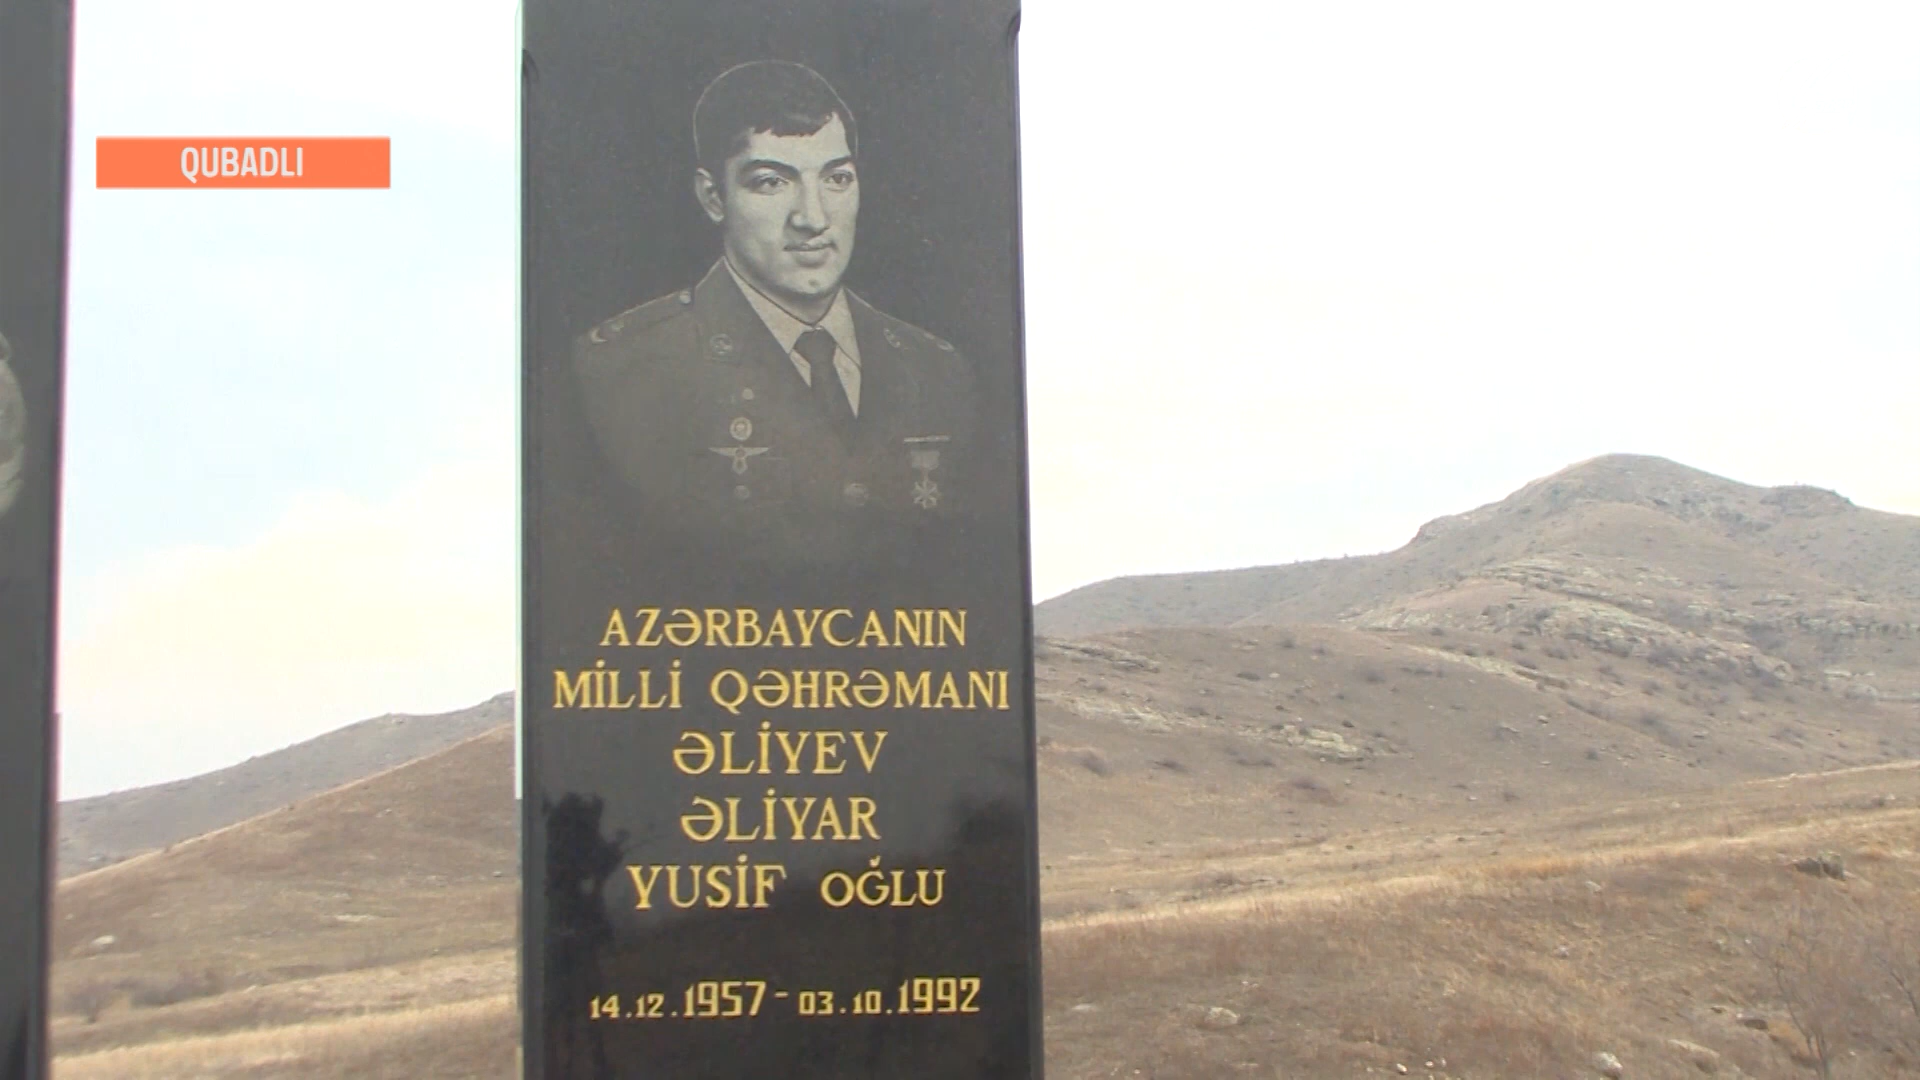 QUBADLI
AZƏRBAYCANIN
MİLLİ QƏHRƏMANI
ƏLİYEV
ƏLİYAR
YUSİF OĞLU
14.12.1957 - 03.10.1992